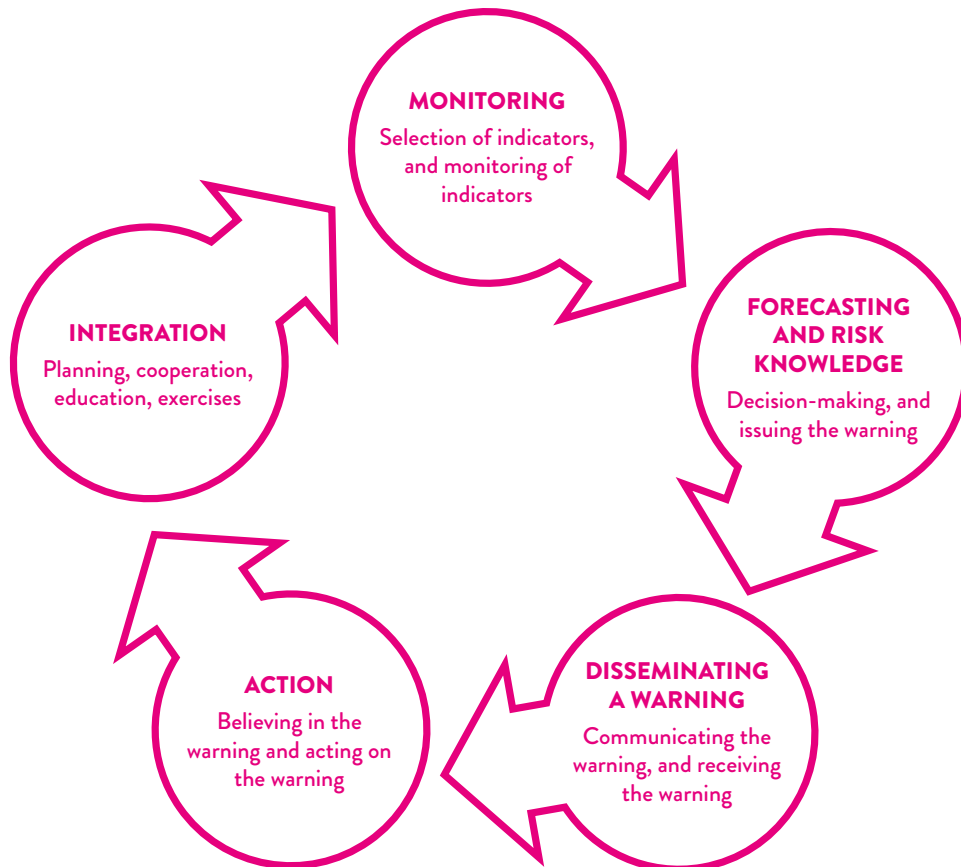 MONITORING
Selection of indicators,
and monitoring of
indicators
FORECASTING
AND RISK
KNOWLEDGE
Decision-making, and
issuing the warning
DISSEMINATING
A WARNING
Communicating the
warning, and receiving
the warning
ACTION
Believing in the
warning and acting on
the warning
INTEGRATION
Planning, cooperation,
education, exercises